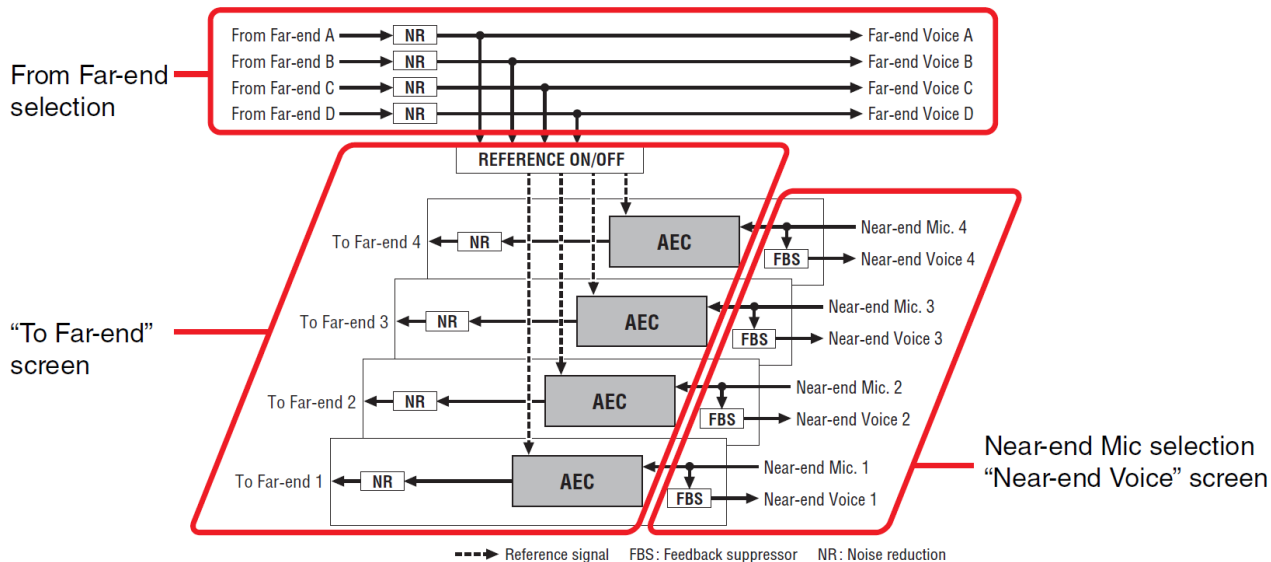 From Far-end A NR Far-end Voice A
From Far-end B NR Far-end Voice B
From Far-end C NR Far-end Voice C
From Far-end D NR Far-end Voice D
From Far-end
selection
REFERENCE ON/OFF
To Far-end 4 NR AEC Near-end Mic. 4
FBS Near-end Voice 4
To Far-end 3 NR AEC Near-end Mic. 3
FBS Near-end Voice 3
“To Far-end”
screen
To Far-end 2 NR AEC Near-end Mic. 2
FBS Near-end Voice 2
To Far-end 1 NR AEC Near-end Mic. 1
FBS Near-end Voice 1
Near-end Mic selection
“Near-end Voice” screen
Reference signal FBS: Feedback suppressor NR: Noise reduction